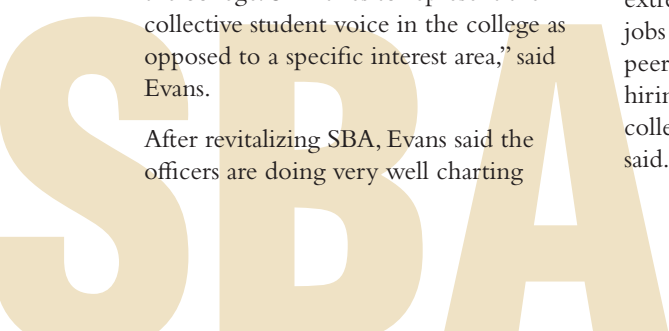 collective student voice in the college as
opposed to a specific interest area,” said
Evans.
After revitalizing SBA, Evans said the
officers are doing very well charting
jobs
peer
said.
SBA